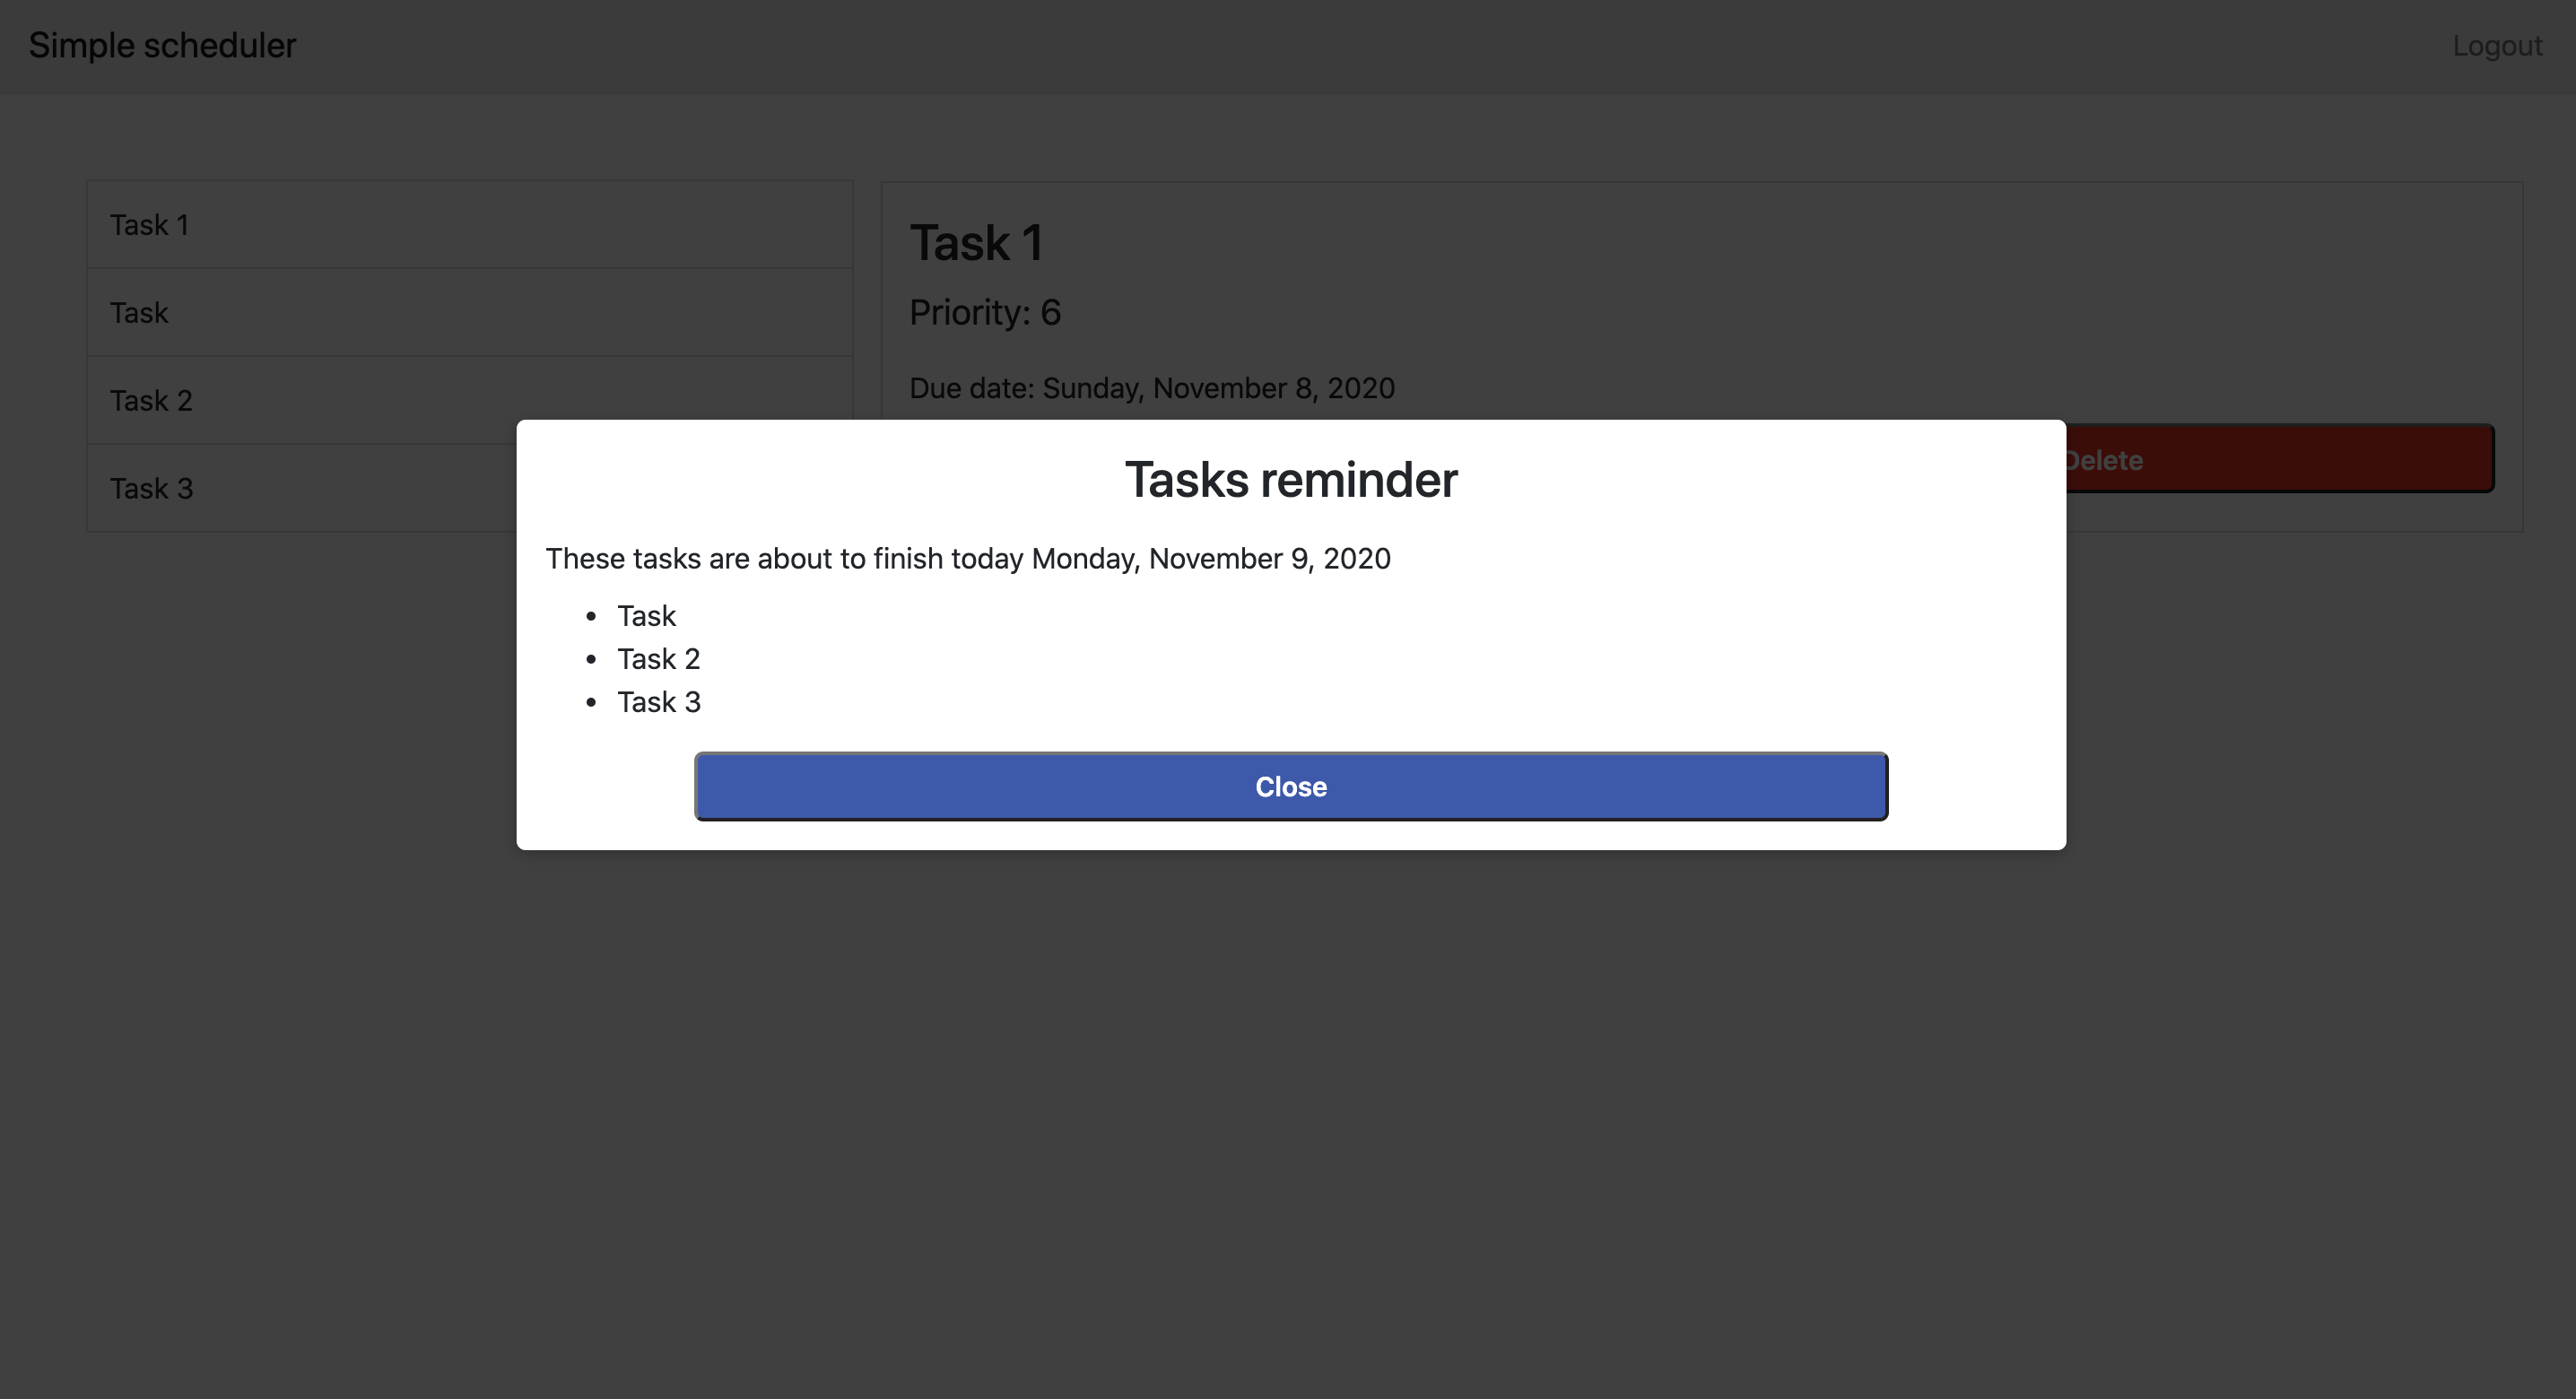 Simple scheduler
Logout
Task 1
Task
Task 2
Task 3
Task 1
Priority: 6
Due date: Sunday, November 8, 2020
Delete
Tasks reminder
These tasks are about to finish today Monday, November 9, 2020
Task
Task 2
Task 3
Close